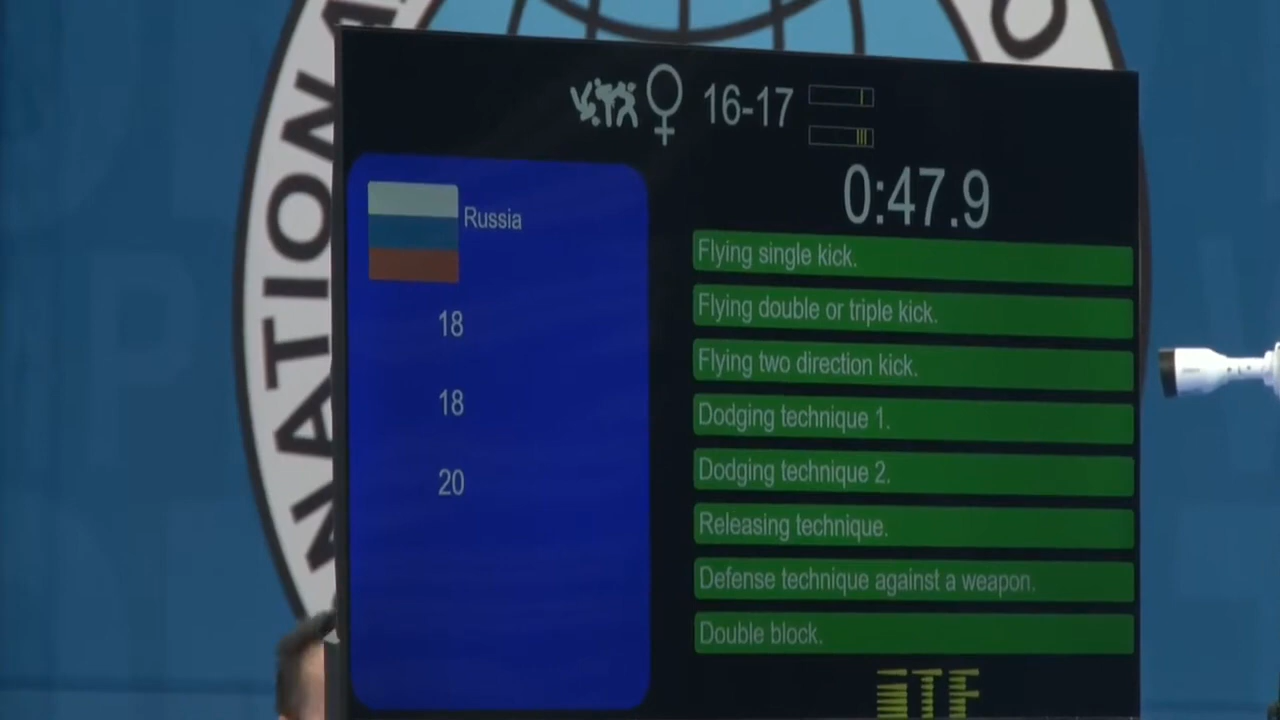 NATIONA
O
16-17
0:47.9
Russia
18
18
20
Flying single kick.
Flying double or triple kick.
Flying two direction kick.
Dodging technique 1.
Dodging technique 2.
Releasing technique.
Defense technique against a weapon.
Double block.
ITF